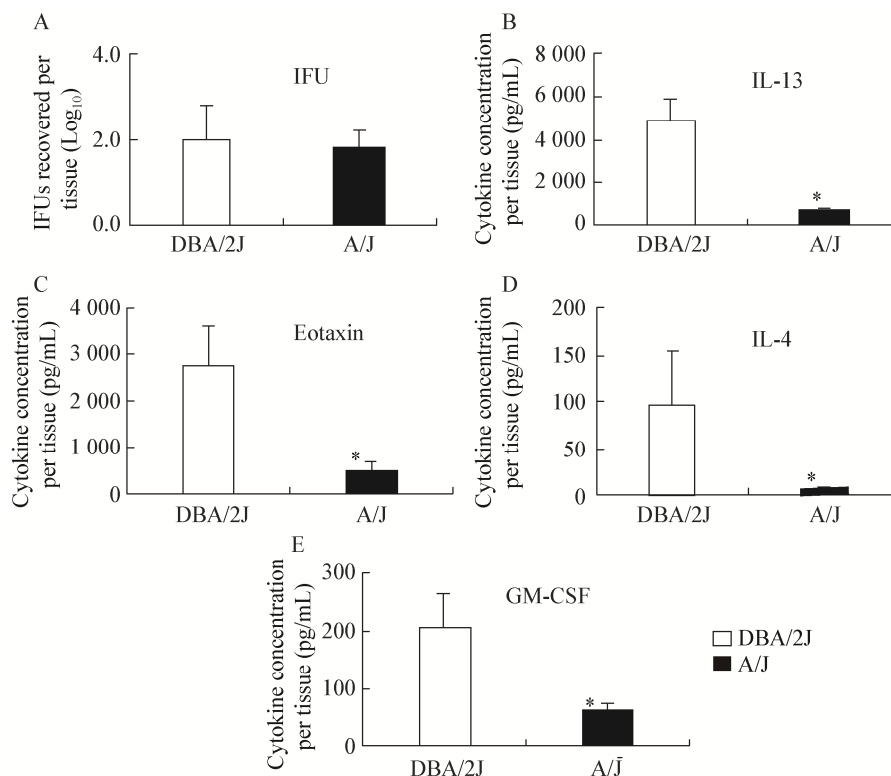 A
IFUs recovered per
tissue (Log10)
4.0
2.0
0.0
IFU
DBA/2J
A/J
B
Cytokine concentration
per tissue (pg/mL)
8 000
6 000
4 000
2 000
0
IL-13
*
DBA/2J
A/J
C
Cytokine concentration
per tissue (pg/mL)
4 000
3 000
2 000
1 000
0
Eotaxin
*
DBA/2J
A/J
D
Cytokine concentration
per tissue (pg/mL)
200
150
100
50
0
IL-4
*
DBA/2J
A/J
E
Cytokine concentration
per tissue (pg/mL)
300
200
100
0
GM-CSF
*
DBA/2J
A/J̄
DBA/2J
A/J